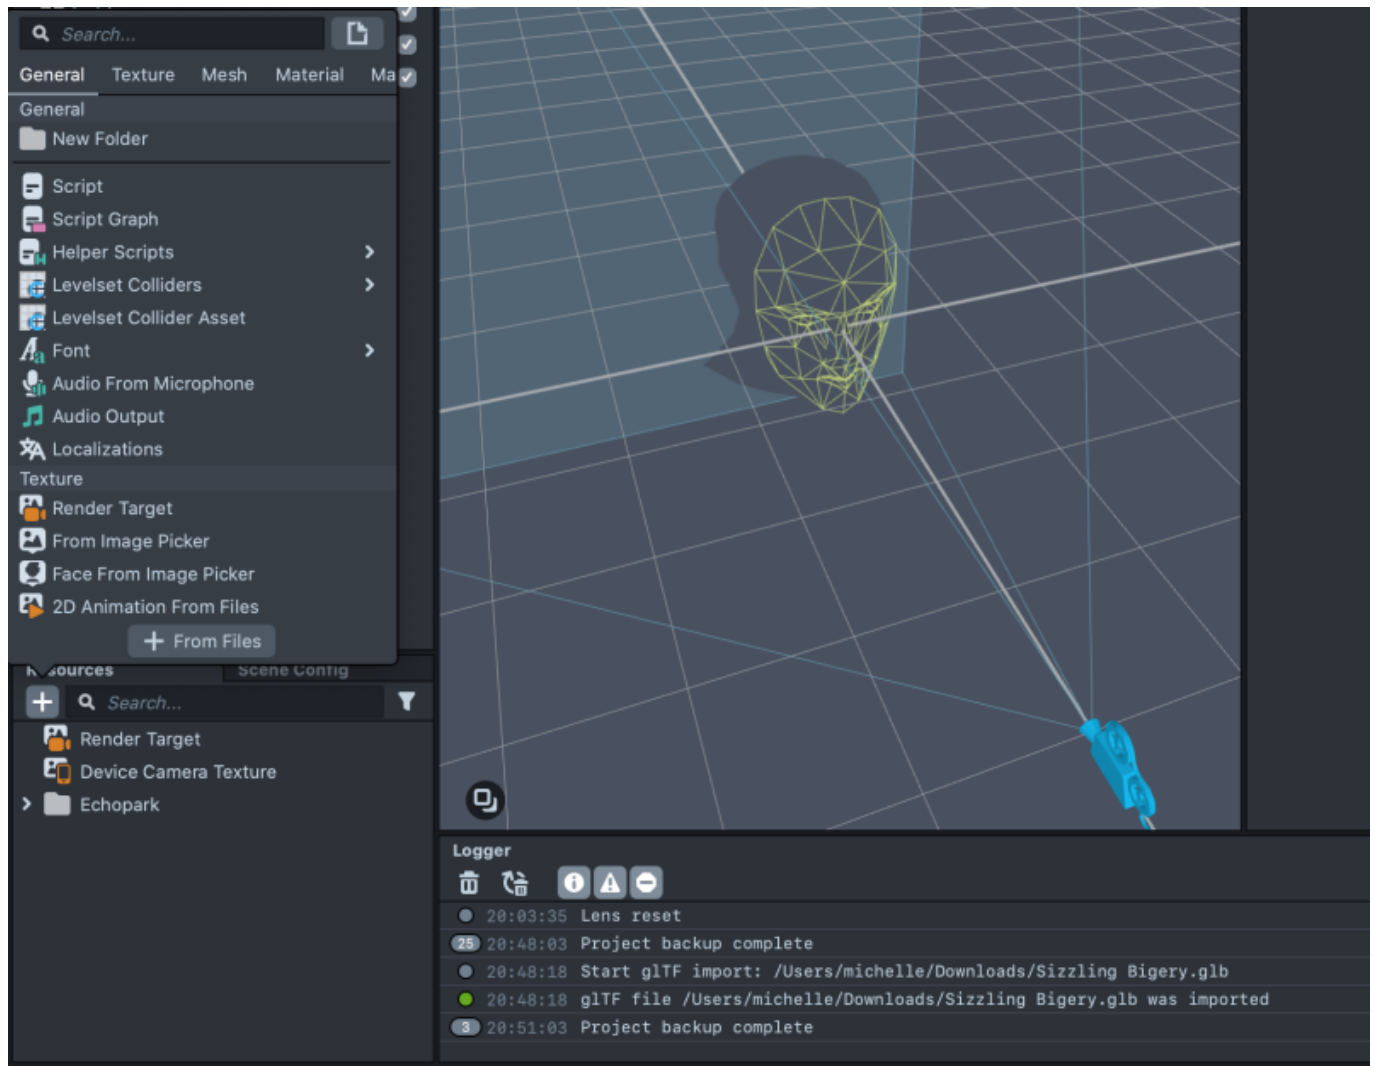 Search...
General Texture Mesh Material Ma
General
New Folder
Script
Script Graph
Helper Scripts
Levelset Colliders
Levelset Collider Asset
Font
Audio From Microphone
Audio Output
Localizations
Texture
Render Target
From Image Picker
Face From Image Picker
2D Animation From Files
+ From Files
Resources Scene Config
Search...
Render Target
Device Camera Texture
Echopark
Logger
20:03:35 Lens reset
25 20:48:03 Project backup complete
20:48:18 Start glTF import: /Users/michelle/Downloads/Sizzling Bigery.glb
20:48:18 glTF file /Users/michelle/Downloads/Sizzling Bigery.glb was imported
3 20:51:03 Project backup complete